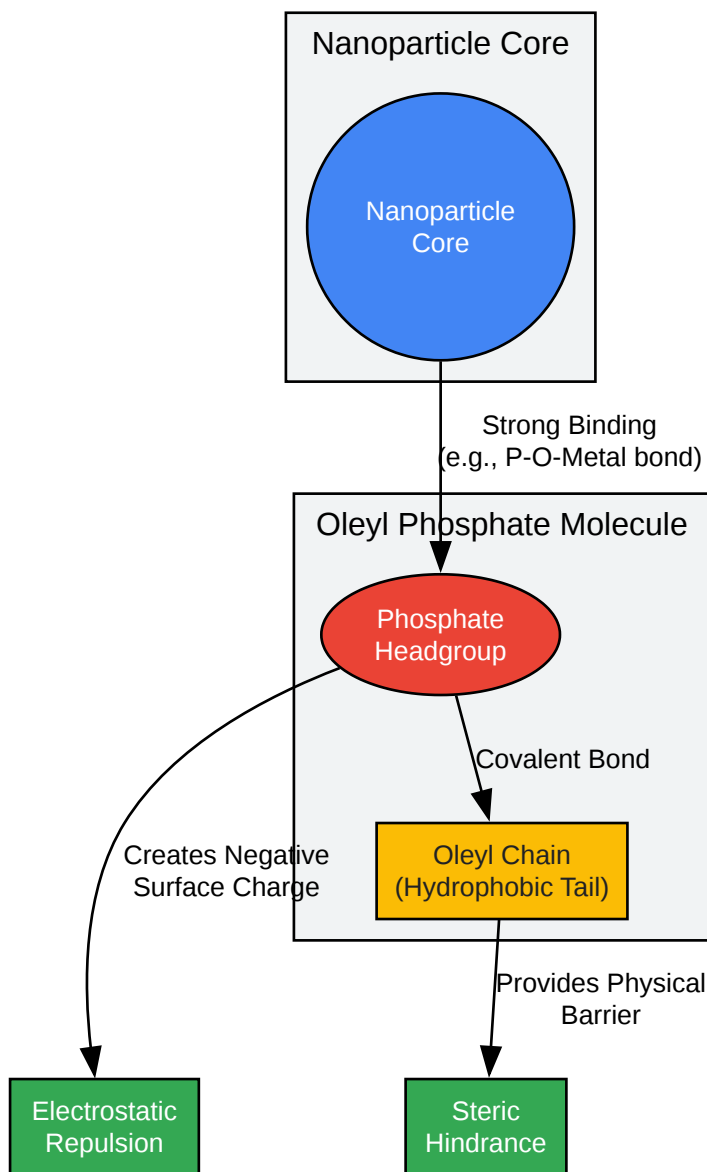 Nanoparticle Core
Nanoparticle
Core
Strong Binding
(e.g., P-O-Metal bond)
Oleyl Phosphate Molecule
Phosphate
Headgroup
Covalent Bond
Creates Negative
Surface Charge
Oleyl Chain
(Hydrophobic Tail)
Provides Physical
Barrier
Electrostatic
Repulsion
Steric
Hindrance